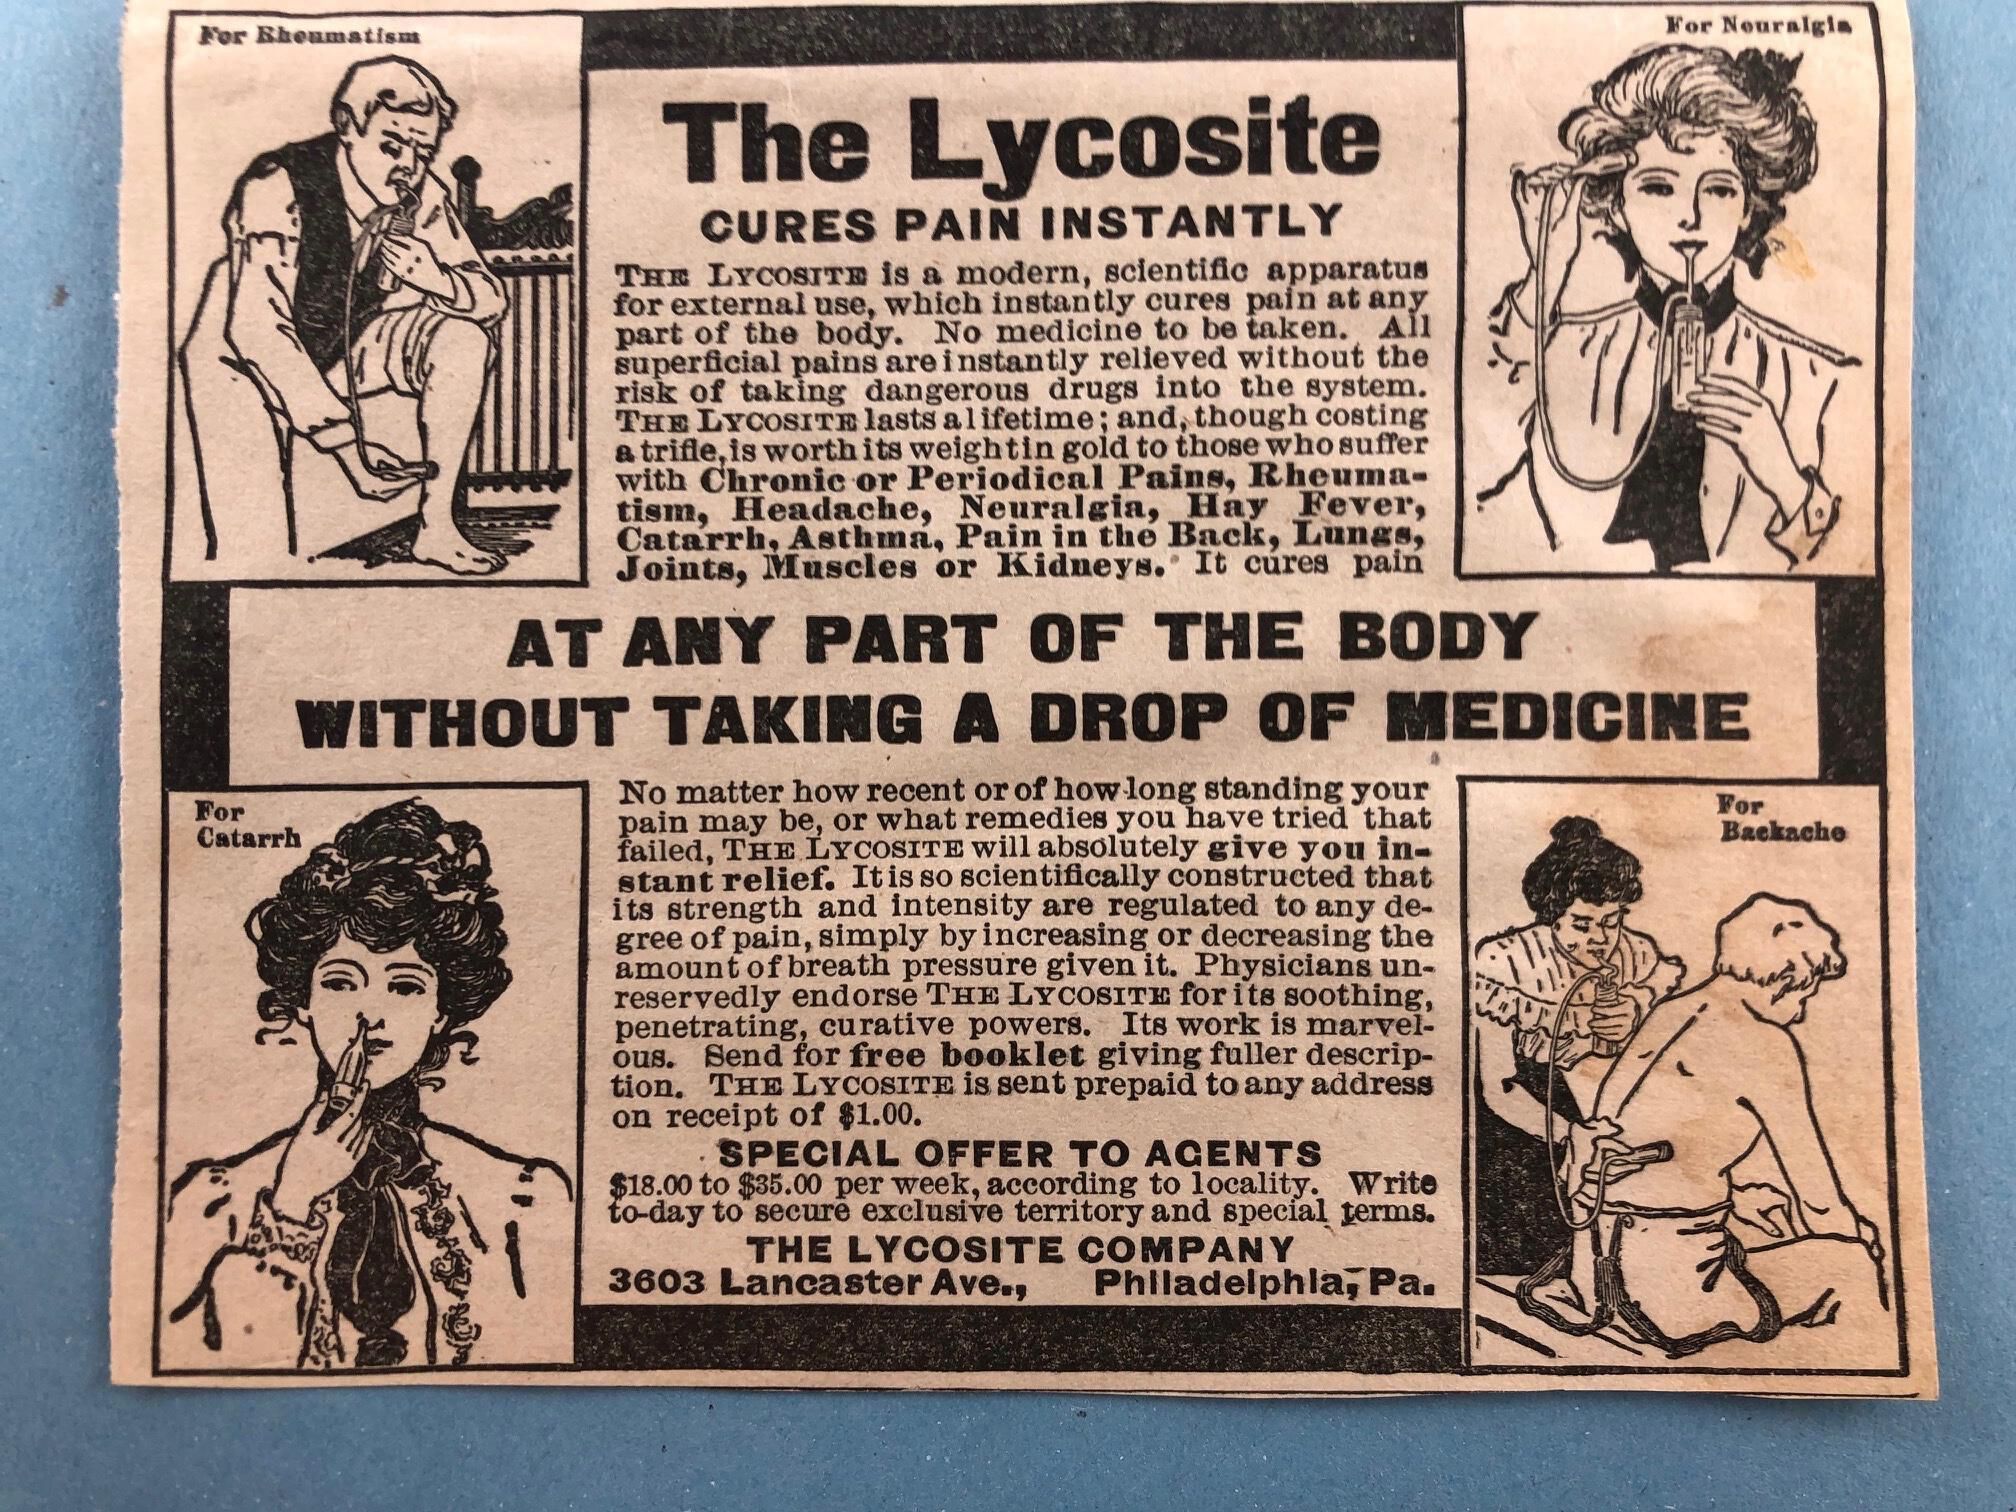 For Rheumatism
For Neuralgia
The Lycosite
CURES PAIN INSTANTLY
THE LYCOSITE is a modern, scientific apparatus
for external use, which instantly cures pain at any
part of the body. No medicine to be taken. All
superficial pains are instantly relieved without the
risk of taking dangerous drugs into the system.
THE LYCOSITE lasts a lifetime; and, though costing
a trifle, is worth its weight in gold to those who suffer
with Chronic or Periodical Pains, Rheuma-
tism, Headache, Neuralgia, Hay Fever,
Catarrh, Asthma, Pain in the Back, Lungs,
Joints, Muscles or Kidneys. It cures pain
AT ANY PART OF THE BODY
WITHOUT TAKING A DROP OF MEDICINE
For
Catarrh
For
Backache
No matter how recent or of how long standing your
pain may be, or what remedies you have tried that
failed, THE LYCOSITE will absolutely give you in-
stant relief. It is so scientifically constructed that
its strength and intensity are regulated to any de-
gree of pain, simply by increasing or decreasing the
amount of breath pressure given it. Physicians un-
reservedly endorse THE LYCOSITE for its soothing,
penetrating, curative powers. Its work is marvel-
ous. Send for free booklet giving fuller descrip-
tion. THE LYCOSITE is sent prepaid to any address
on receipt of $1.00.
SPECIAL OFFER TO AGENTS
$18.00 to $35.00 per week, according to locality. Write
to-day to secure exclusive territory and special terms.
THE LYCOSITE COMPANY
3603 Lancaster Ave., Philadelphia, Pa.